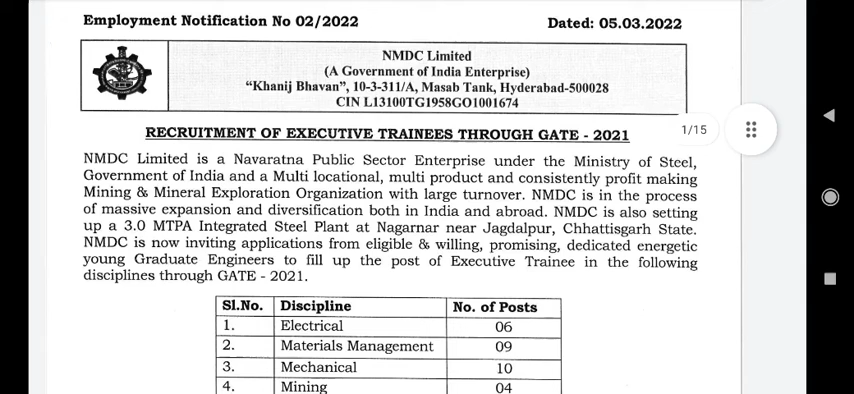 Employment Notification No 02/2022 Dated: 05.03.2022
NMDC Limited
(A Government of India Enterprise)
“Khanij Bhavan”, 10-3-311/A, Masab Tank, Hyderabad-500028
CIN L13100TG1958GO1001674
RECRUITMENT OF EXECUTIVE TRAINEES THROUGH GATE - 2021
1/15
NMDC Limited is a Navaratna Public Sector Enterprise under the Ministry of Steel,
Government of India and a Multi locational, multi product and consistently profit making
Mining & Mineral Exploration Organization with large turnover. NMDC is in the process
of massive expansion and diversification both in India and abroad. NMDC is also setting
up a 3.0 MTPA Integrated Steel Plant at Nagarnar near Jagdalpur, Chhattisgarh State.
NMDC is now inviting applications from eligible & willing, promising, dedicated energetic
young Graduate Engineers to fill up the post of Executive Trainee in the following
disciplines through GATE - 2021.
Sl.No. Discipline No. of Posts
1. Electrical 06
2. Materials Management 09
3. Mechanical 10
4. Mining 04